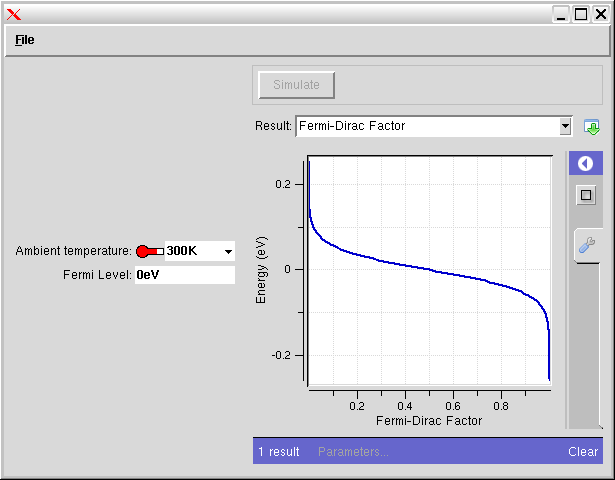 File
Simulate
Result: Fermi-Dirac Factor
Ambient temperature: 300K
Fermi Level: 0eV
Energy (eV)
0.2
0
-0.2
0.2 0.4 0.6 0.8
Fermi-Dirac Factor
1 result Parameters... Clear